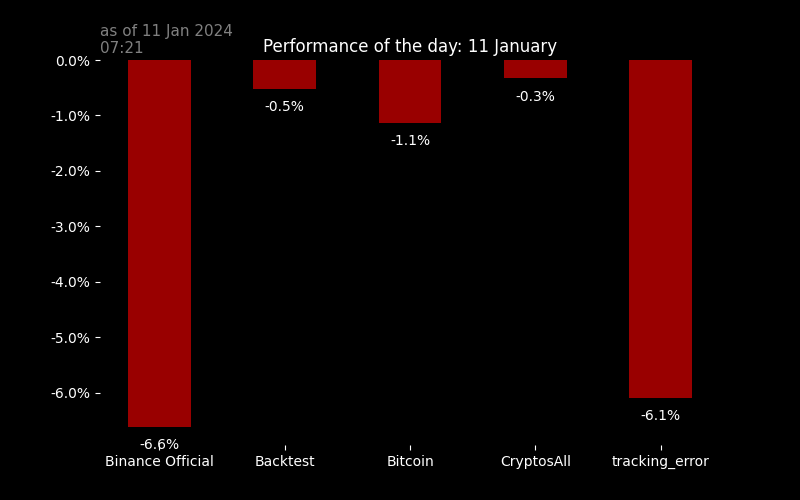 as of 11 Jan 2024
07:21
Performance of the day: 11 January
0.0%
-1.0%
-2.0%
-3.0%
-4.0%
-5.0%
-6.0%
-6.6%
-0.5%
-1.1%
-0.3%
-6.1%
Binance Official
Backtest
Bitcoin
CryptosAll
tracking_error